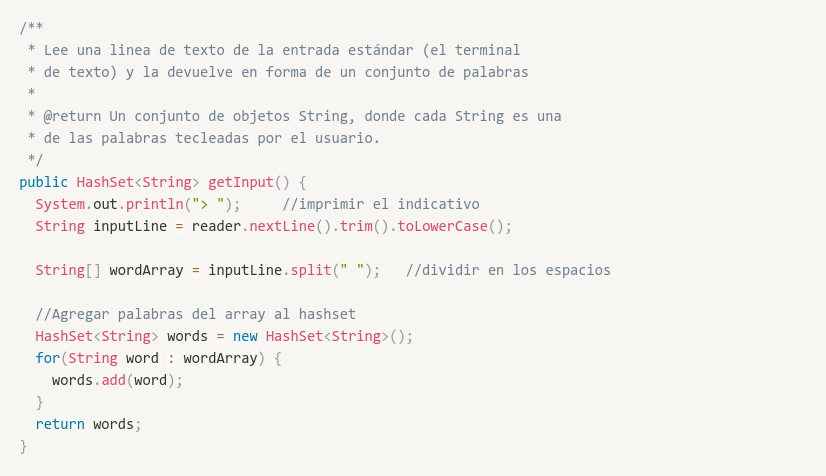 /**
 * Lee una linea de texto de la entrada estándar (el terminal
 * de texto) y la devuelve en forma de un conjunto de palabras
 *
 * @return Un conjunto de objetos String, donde cada String es una
 * de las palabras tecleadas por el usuario.
 */
public HashSet<String> getInput() {
  System.out.println("> ");     //imprimir el indicativo
  String inputLine = reader.nextLine().trim().toLowerCase();

  String[] wordArray = inputLine.split(" ");   //dividir en los espacios

  //Agregar palabras del array al hashset
  HashSet<String> words = new HashSet<String>();
  for(String word : wordArray) {
    words.add(word);
  }
  return words;
}